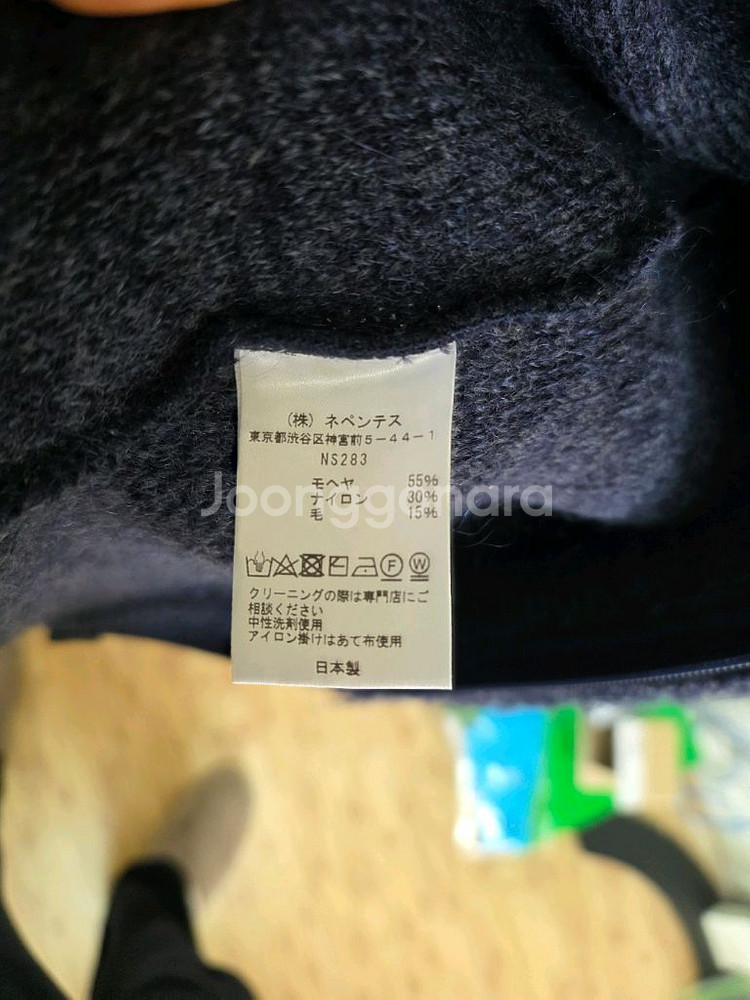 (株) ネペンテス
東京都渋谷区神宮前5-44-1
NS283
モヘヤ 55%
ナイロン 30%
毛 15%
Joonggonara
F W
クリーニングの際は専門店にご
相談ください
中性洗剤使用
アイロン掛けはあて布使用
日本製